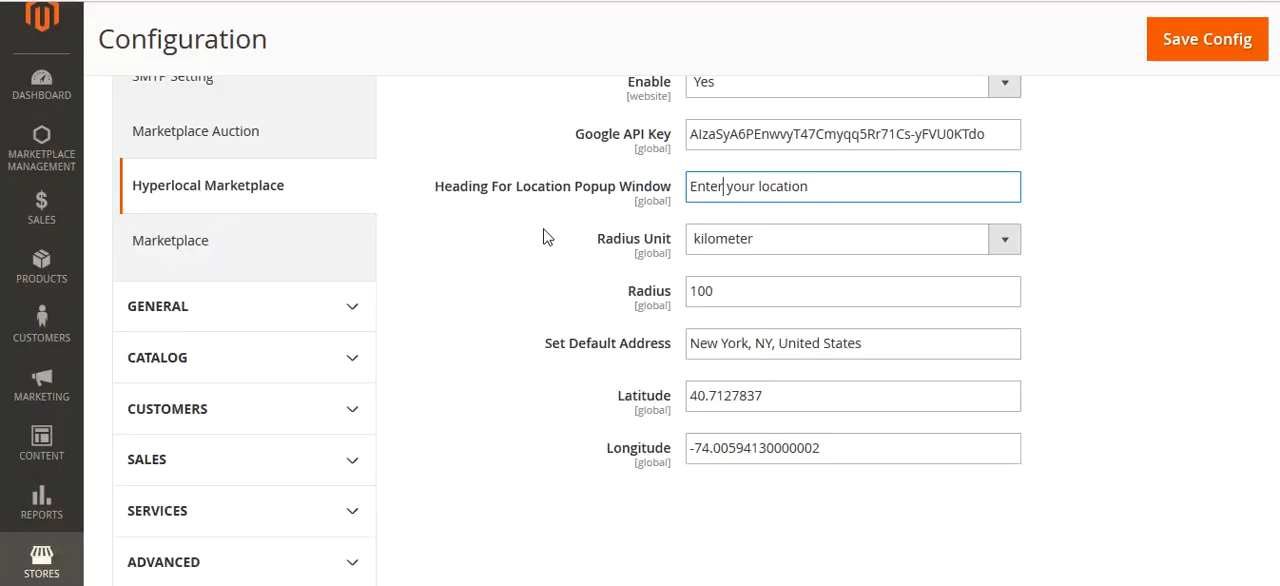 Configuration
Save Config
DASHBOARD
MARKETPLACE
MANAGEMENT
SALES
PRODUCTS
CUSTOMERS
MARKETING
CONTENT
REPORTS
STORES
SMTP Setting
Marketplace Auction
Hyperlocal Marketplace
Marketplace
GENERAL
CATALOG
CUSTOMERS
SALES
SERVICES
ADVANCED
Enable Yes
[website]
Google API Key AIzaSyA6PEnwvyT47Cmyqq5Rr71Cs-yFVU0KTdo
[global]
Heading For Location Popup Window Enter your location
[global]
Radius Unit kilometer
[global]
Radius 100
[global]
Set Default Address New York, NY, United States
Latitude 40.7127837
[global]
Longitude -74.00594130000002
[global]